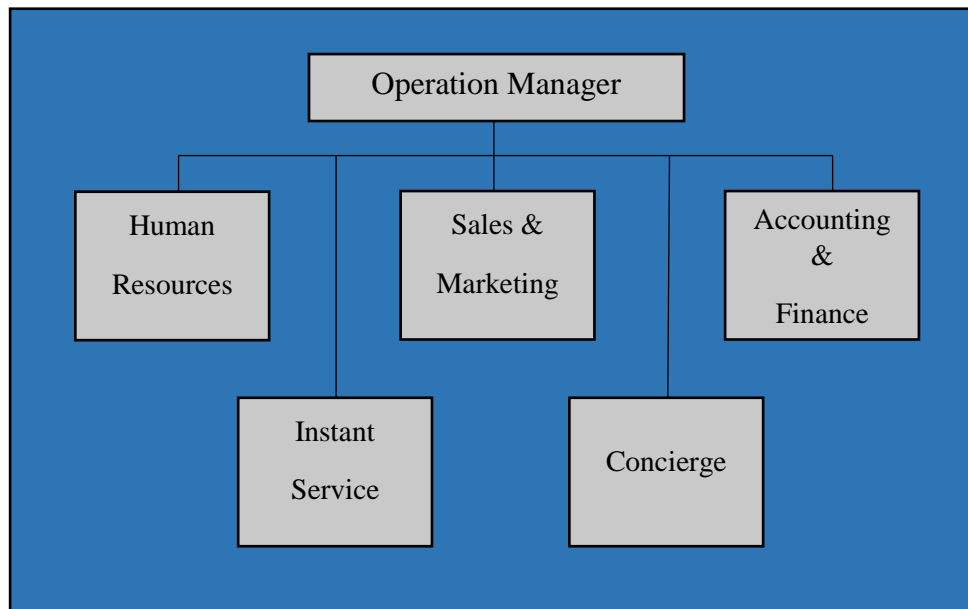 Operation Manager
Human
Resources
Sales &
Marketing
Accounting
&
Finance
Instant
Service
Concierge